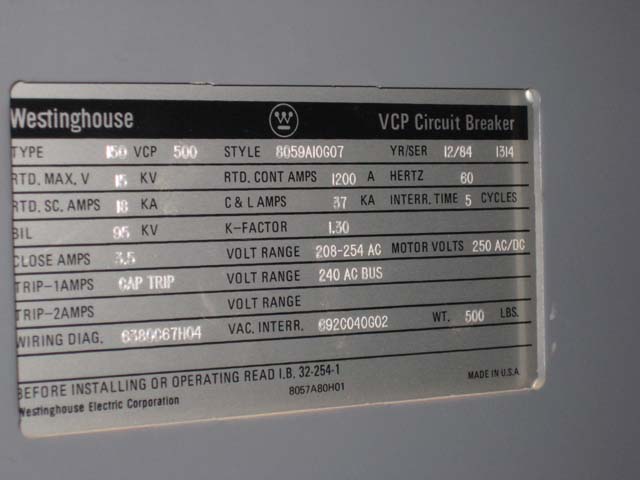 Westinghouse W VCP Circuit Breaker
TYPE 150 VCP 500 STYLE 8059A10G07 YR/SER 12/84 1314
RTD. MAX. V 15 KV RTD. CONT AMPS 1200 A HERTZ 60
RTD. SC. AMPS 18 KA C & L AMPS 37 KA INTERR. TIME 5 CYCLES
BIL 95 KV K-FACTOR 1.30
CLOSE AMPS 3.5 VOLT RANGE 208-254 AC MOTOR VOLTS 250 AC/DC
TRIP-1AMPS CAP TRIP VOLT RANGE 240 AC BUS
TRIP-2AMPS VOLT RANGE
WIRING DIAG. VAC. INTERR. 692C040G02 WT. 500 LBS.
BEFORE INSTALLING OR OPERATING READ I.B. 32-254-1
Westinghouse Electric Corporation 8057A80H01 MADE IN U.S.A.